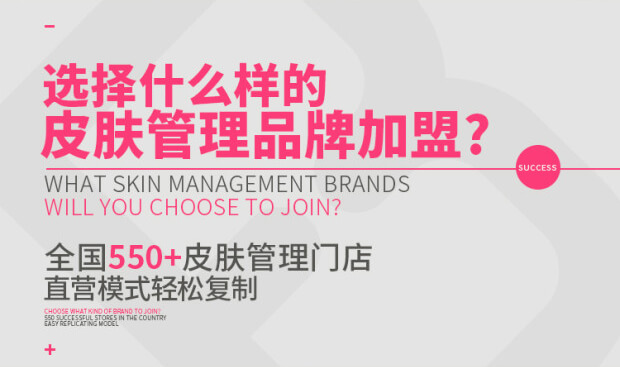 选择什么样的
皮肤管理品牌加盟?
SUCCESS
WHAT SKIN MANAGEMENT BRANDS
WILL YOU CHOOSE TO JOIN?
全国550+皮肤管理门店
直营模式轻松复制
CHOOSE WHAT KIND OF BRAND TO JOIN?
550 SUCCESSFUL STORES IN THE COUNTRY
EASY REPLICATING MODEL